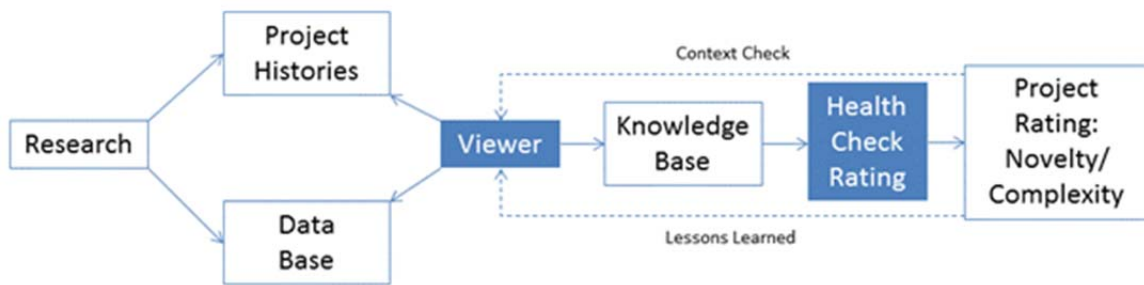 Project
Histories
Research
Data
Base
Viewer
Context Check
Knowledge
Base
Health
Check
Rating
Project
Rating:
Novelty/
Complexity
Lessons Learned